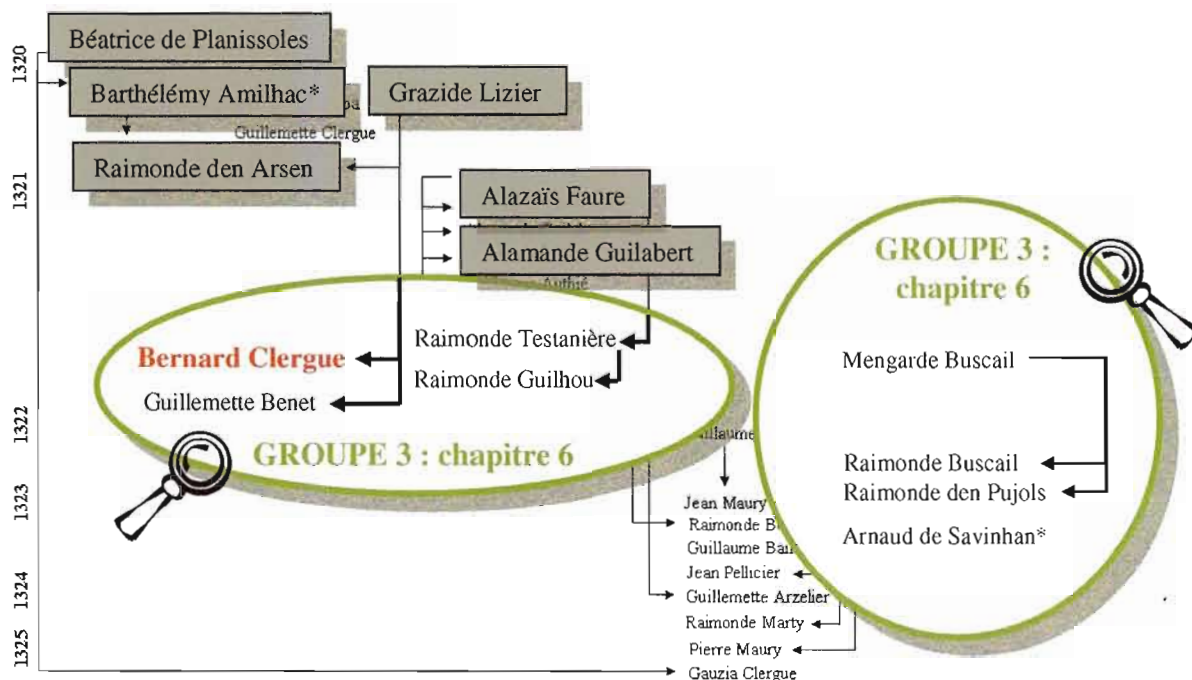 1320
1321
1322
1323
1324
1325
Béatrice de Planissoles
Barthélémy Amilhac*
Grazide Lizier
Guillemette Clergue
Raimonde den Arsen
Alazaïs Faure
Alamande Guilabert
Authié
Bernard Clergue
Guillemette Benet
Raimonde Testanière
Raimonde Guilhou
GROUPE 3 : chapitre 6
GROUPE 3 :
chapitre 6
Mengarde Buscail
Raimonde Buscail
Raimonde den Pujols
Arnaud de Savinhan*
Jean Maury
Raimonde
Guillaume
Jean Pellicier
Guillemette Arzelier
Raimonde Marty
Pierre Maury
Gauzia Clergue